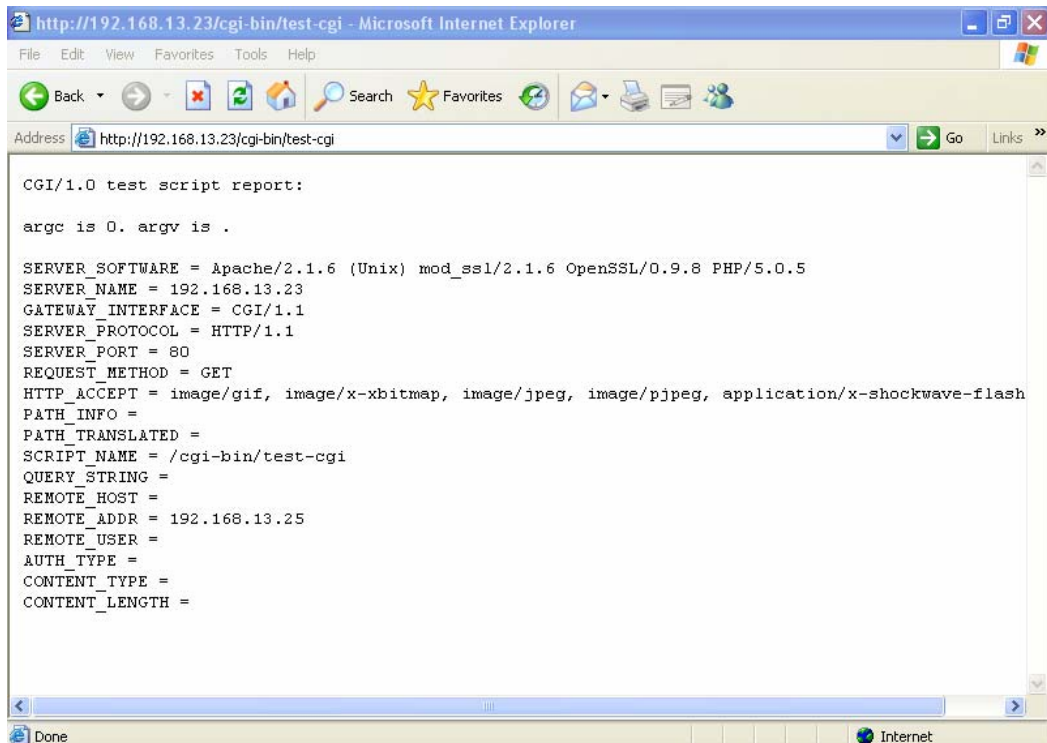 http://192.168.13.23/cgi-bin/test-cgi - Microsoft Internet Explorer
File Edit View Favorites Tools Help
Back Search Favorites
Address http://192.168.13.23/cgi-bin/test-cgi Go Links »
CGI/1.0 test script report:
argc is 0. argv is .
SERVER_SOFTWARE = Apache/2.1.6 (Unix) mod_ssl/2.1.6 OpenSSL/0.9.8 PHP/5.0.5
SERVER_NAME = 192.168.13.23
GATEWAY_INTERFACE = CGI/1.1
SERVER_PROTOCOL = HTTP/1.1
SERVER_PORT = 80
REQUEST_METHOD = GET
HTTP_ACCEPT = image/gif, image/x-xbitmap, image/jpeg, image/pjpeg, application/x-shockwave-flash
PATH_INFO =
PATH_TRANSLATED =
SCRIPT_NAME = /cgi-bin/test-cgi
QUERY_STRING =
REMOTE_HOST =
REMOTE_ADDR = 192.168.13.25
REMOTE_USER =
AUTH_TYPE =
CONTENT_TYPE =
CONTENT_LENGTH =
Done Internet